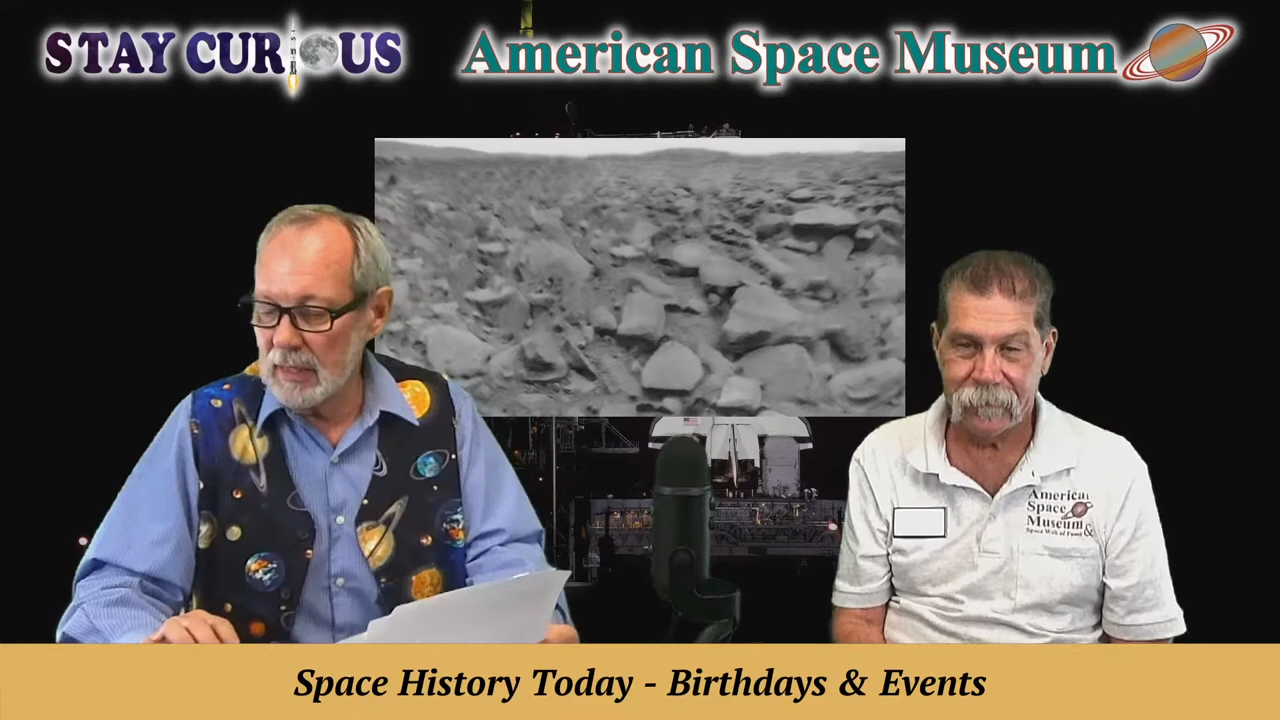 STAY CURIOUS
American Space Museum
American
Space
Museum &
Space Walk of Fame
Space History Today - Birthdays & Events